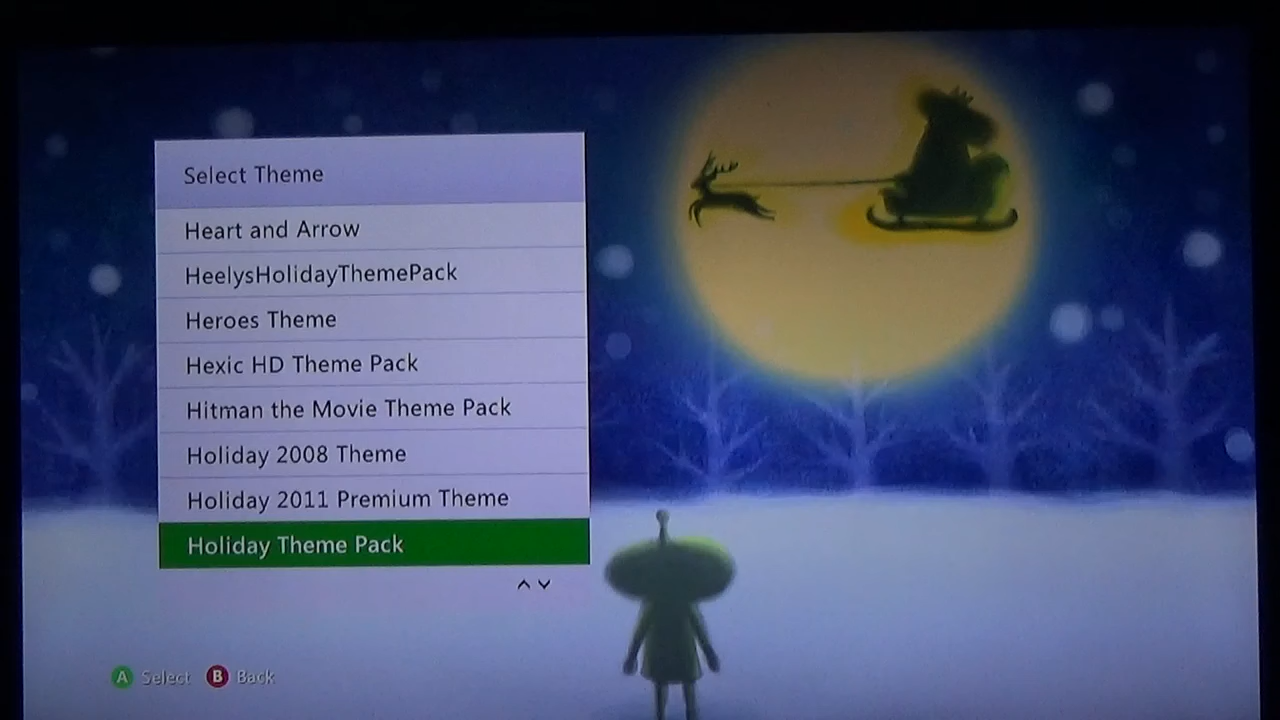 Select Theme
Heart and Arrow
HeelysHolidayThemePack
Heroes Theme
Hexic HD Theme Pack
Hitman the Movie Theme Pack
Holiday 2008 Theme
Holiday 2011 Premium Theme
Holiday Theme Pack
A Select B Back